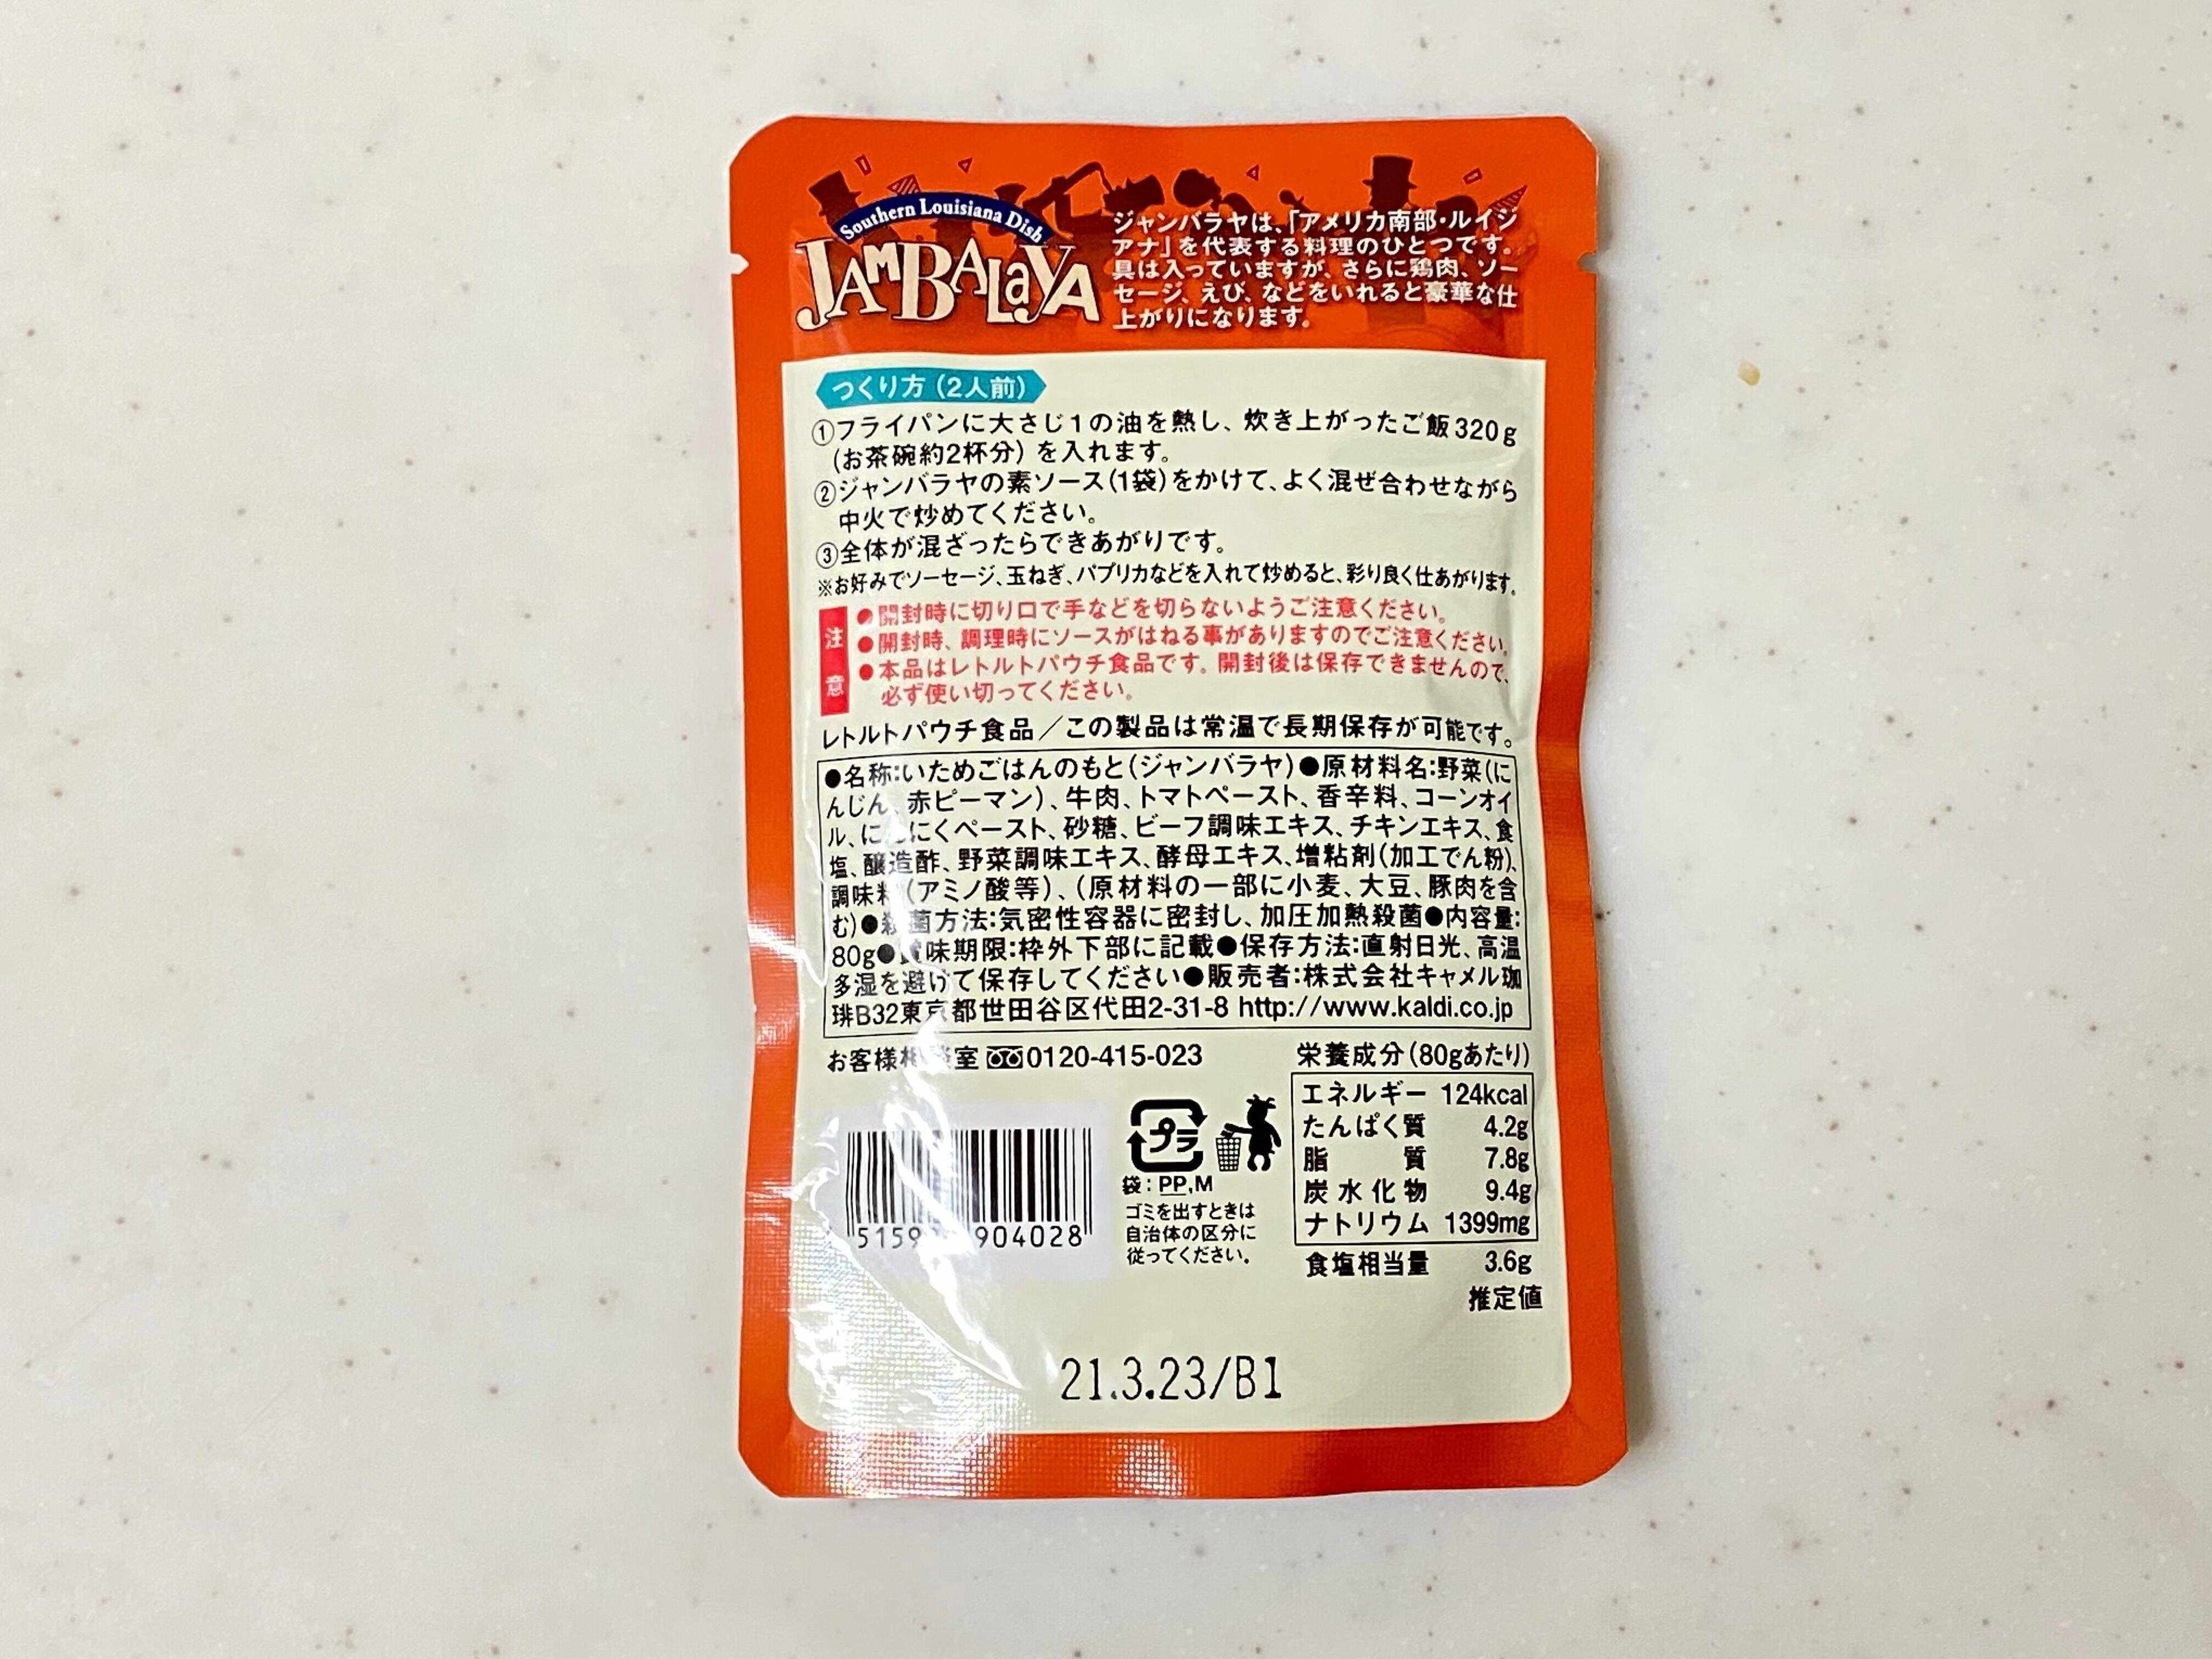 Southern Louisiana Dish
JAMBALAYA
ジャンバラヤは、「アメリカ南部・ルイジ
アナ」を代表する料理のひとつです。
具は入っていますが、さらに鶏肉、ソー
セージ、えび、などをいれると豪華な仕
上がりになります。
つくり方(2人前)
①フライパンに大さじ1の油を熱し、炊き上がったご飯320g
(お茶碗約2杯分)を入れます。
②ジャンバラヤの素ソース(1袋)をかけて、よく混ぜ合わせながら
中火で炒めてください。
③全体が混ざったらできあがりです。
※お好みでソーセージ、玉ねぎ、パプリカなどを入れて炒めると、彩り良く仕あがります。
注意
●開封時に切り口で手などを切らないようご注意ください。
●開封時、調理時にソースがはねる事がありますのでご注意ください。
●本品はレトルトパウチ食品です。開封後は保存できませんので、
必ず使い切ってください。
レトルトパウチ食品/この製品は常温で長期保存が可能です。
●名称:いためごはんのもと(ジャンバラヤ)●原材料名:野菜(に
んじん、赤ピーマン)、牛肉、トマトペースト、香辛料、コーンオイ
ル、にんにくペースト、砂糖、ビーフ調味エキス、チキンエキス、食
塩、醸造酢、野菜調味エキス、酵母エキス、増粘剤(加工でん粉)、
調味料(アミノ酸等)、(原材料の一部に小麦、大豆、豚肉を含
む)●殺菌方法:気密性容器に密封し、加圧加熱殺菌●内容量:
80g●賞味期限:枠外下部に記載●保存方法:直射日光、高温
多湿を避けて保存してください●販売者:株式会社キャメル珈
琲B32東京都世田谷区代田2-31-8 http://www.kaldi.co.jp
お客様相談室 0120-415-023
栄養成分(80gあたり)
エネルギー 124kcal
たんぱく質 4.2g
脂質 7.8g
炭水化物 9.4g
ナトリウム 1399mg
食塩相当量 3.6g
推定値
プラ
袋:PP,M
ゴミを出すときは
自治体の区分に
従ってください。
904028
21.3.23/B1